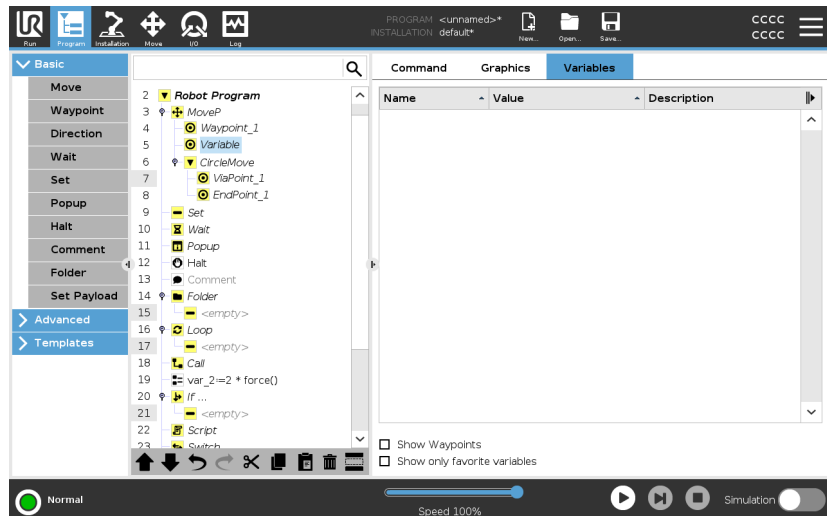 PROGRAM <unnamed>*
INSTALLATION default*
CCCC
CCCC
Run
Program
Installation
Move
I/O
Log
New...
Open...
Save...
Basic
Move
Waypoint
Direction
Wait
Set
Popup
Halt
Comment
Folder
Set Payload
Advanced
Templates
2 Robot Program
3 MoveP
4 Waypoint_1
5 Variable
6 CircleMove
7 ViaPoint_1
8 EndPoint_1
9 Set
10 Wait
11 Popup
12 Halt
13 Comment
14 Folder
15 <empty>
16 Loop
17 <empty>
18 Call
19 var_2:=2 * force()
20 If ...
21 <empty>
22 Script
23 Switch
Command Graphics Variables
Name Value Description
Show Waypoints
Show only favorite variables
Normal
Speed 100%
Simulation